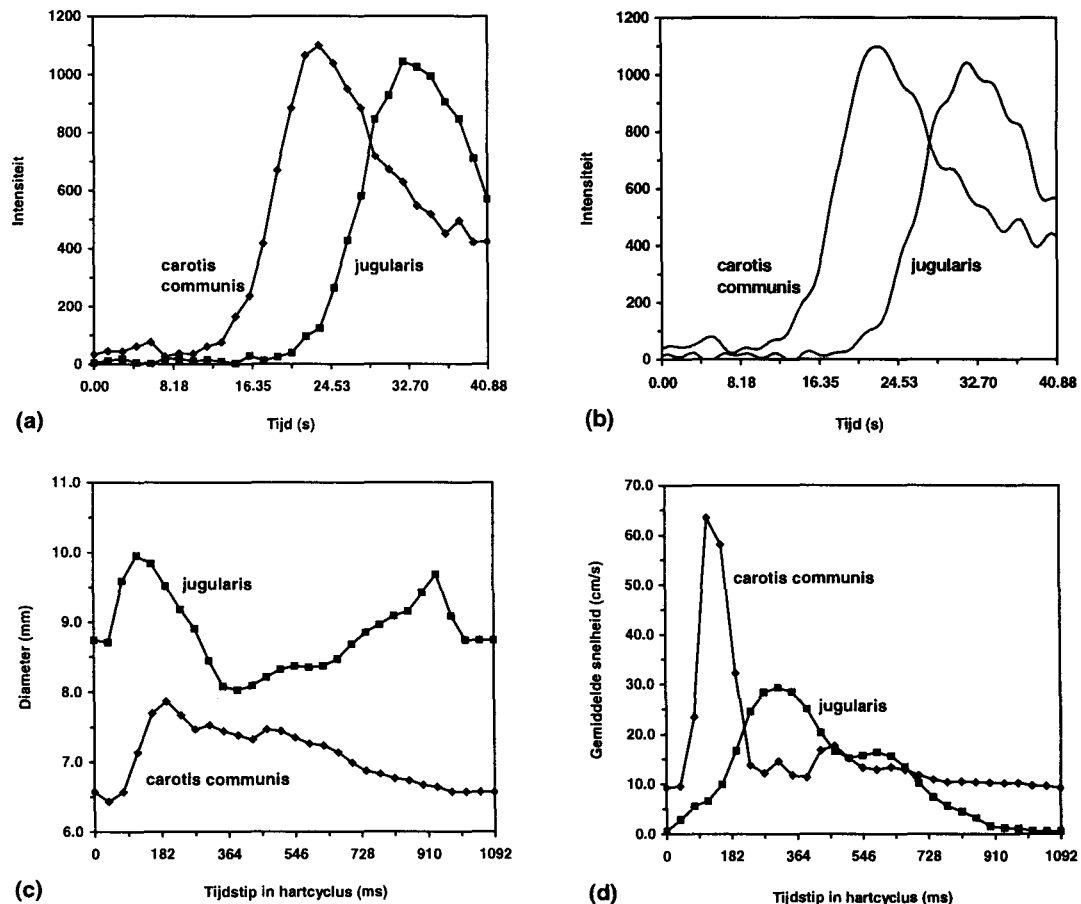 1200
1000
800
600
400
200
0
Intensiteit
carotis
communis
jugularis
0.00 8.18 16.35 24.53 32.70 40.88
Tijd (s)
(a)
1200
1000
800
600
400
200
0
Intensiteit
carotis
communis
jugularis
0.00 8.18 16.35 24.53 32.70 40.88
Tijd (s)
(b)
11.0
10.0
9.0
8.0
7.0
6.0
Diameter (mm)
jugularis
carotis communis
0 182 364 546 728 910 1092
Tijdstip in hartcyclus (ms)
(c)
70.0
60.0
50.0
40.0
30.0
20.0
10.0
0.0
Gemiddelde snelheid (cm/s)
carotis communis
jugularis
0 182 364 546 728 910 1092
Tijdstip in hartcyclus (ms)
(d)